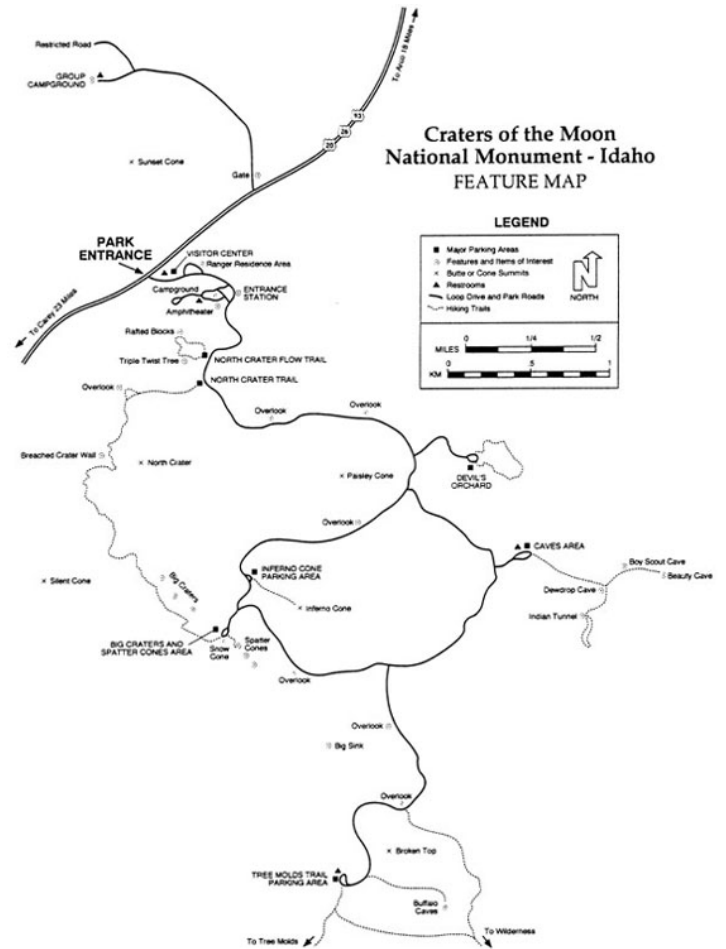 Restricted Road
GROUP
CAMPGROUND
To Arco 18 Miles
93
26
20
Craters of the Moon
National Monument - Idaho
FEATURE MAP
Sunset Cone
Gate
LEGEND
Major Parking Areas
Features and Items of Interest
Butte or Cone Summits
Restrooms
Loop Drive and Park Roads
Hiking Trails
N
NORTH
0 1/4 1/2
MILES
0 .5 1
KM
PARK
ENTRANCE
VISITOR CENTER
Ranger Residence Area
Campground
ENTRANCE
STATION
Amphitheater
To Carey 23 Miles
Rafted Blocks
Triple Twist Tree
NORTH CRATER FLOW TRAIL
NORTH CRATER TRAIL
Overlook
Overlook
Overlook
Breached Crater Wall
North Crater
Paisley Cone
DEVIL'S
ORCHARD
Overlook
CAVES AREA
Boy Scout Cave
Beauty Cave
Dewdrop Cave
Indian Tunnel
INFERNO CONE
PARKING AREA
Silent Cone
Big Craters
Inferno Cone
BIG CRATERS AND
SPATTER CONES AREA
Snow
Cone
Spatter
Cones
Overlook
Overlook
Big Sink
Overlook
Broken Top
TREE MOLDS TRAIL
PARKING AREA
Buffalo
Caves
To Tree Molds
To Wilderness